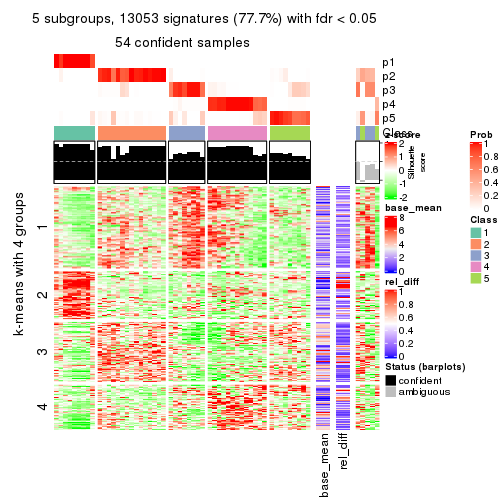 5 subgroups, 13053 signatures (77.7%) with fdr < 0.05
54 confident samples
p1
p2
p3
p4
p5
Class
z-score
2
1
0
-1
-2
Silhouette
score
Prob
1
0.8
0.6
0.4
0.2
0
base_mean
8
6
4
2
0
Class
1
2
3
4
5
rel_diff
1
0.8
0.6
0.4
0.2
0
Status (barplots)
confident
ambiguous
k-means with 4 groups
1
2
3
4
base_mean
rel_diff